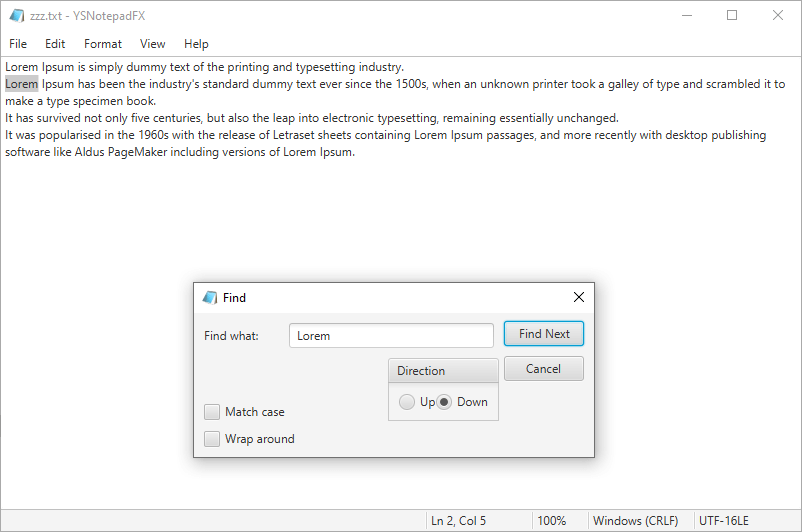 zzz.txt - YSNotepadFX
File Edit Format View Help
Lorem Ipsum is simply dummy text of the printing and typesetting industry.
Lorem Ipsum has been the industry's standard dummy text ever since the 1500s, when an unknown printer took a galley of type and scrambled it to
make a type specimen book.
It has survived not only five centuries, but also the leap into electronic typesetting, remaining essentially unchanged.
It was popularised in the 1960s with the release of Letraset sheets containing Lorem Ipsum passages, and more recently with desktop publishing
software like Aldus PageMaker including versions of Lorem Ipsum.
Find
Find what: Lorem Find Next
Direction Cancel
Up Down
Match case
Wrap around
Ln 2, Col 5 100% Windows (CRLF) UTF-16LE